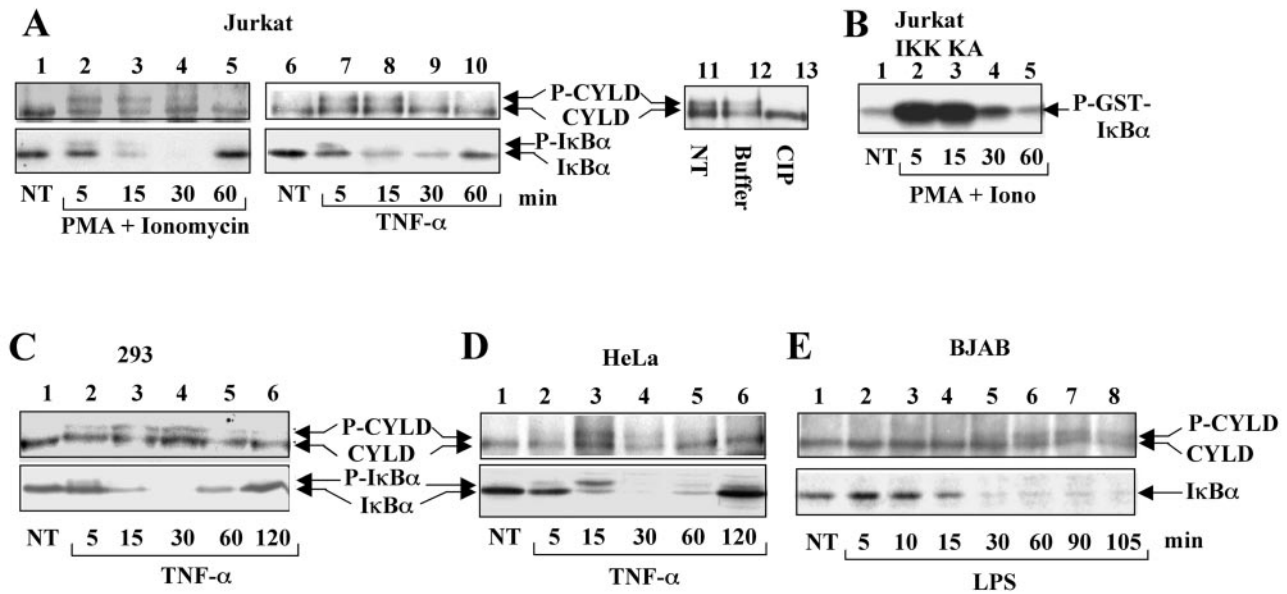 A Jurkat
1 2 3 4 5 6 7 8 9 10 11 12 13
P-CYLD
CYLD
P-IκBα
IκBα
NT 5 15 30 60 NT 5 15 30 60 min
PMA + Ionomycin TNF-α
NT Buffer CIP
B Jurkat
IKK KA
1 2 3 4 5
P-GST-
IκBα
NT 5 15 30 60
PMA + Iono
C 293
1 2 3 4 5 6
P-CYLD
CYLD
P-IκBα
IκBα
NT 5 15 30 60 120
TNF-α
D HeLa
1 2 3 4 5 6
NT 5 15 30 60 120
TNF-α
E BJAB
1 2 3 4 5 6 7 8
P-CYLD
CYLD
IκBα
NT 5 10 15 30 60 90 105 min
LPS